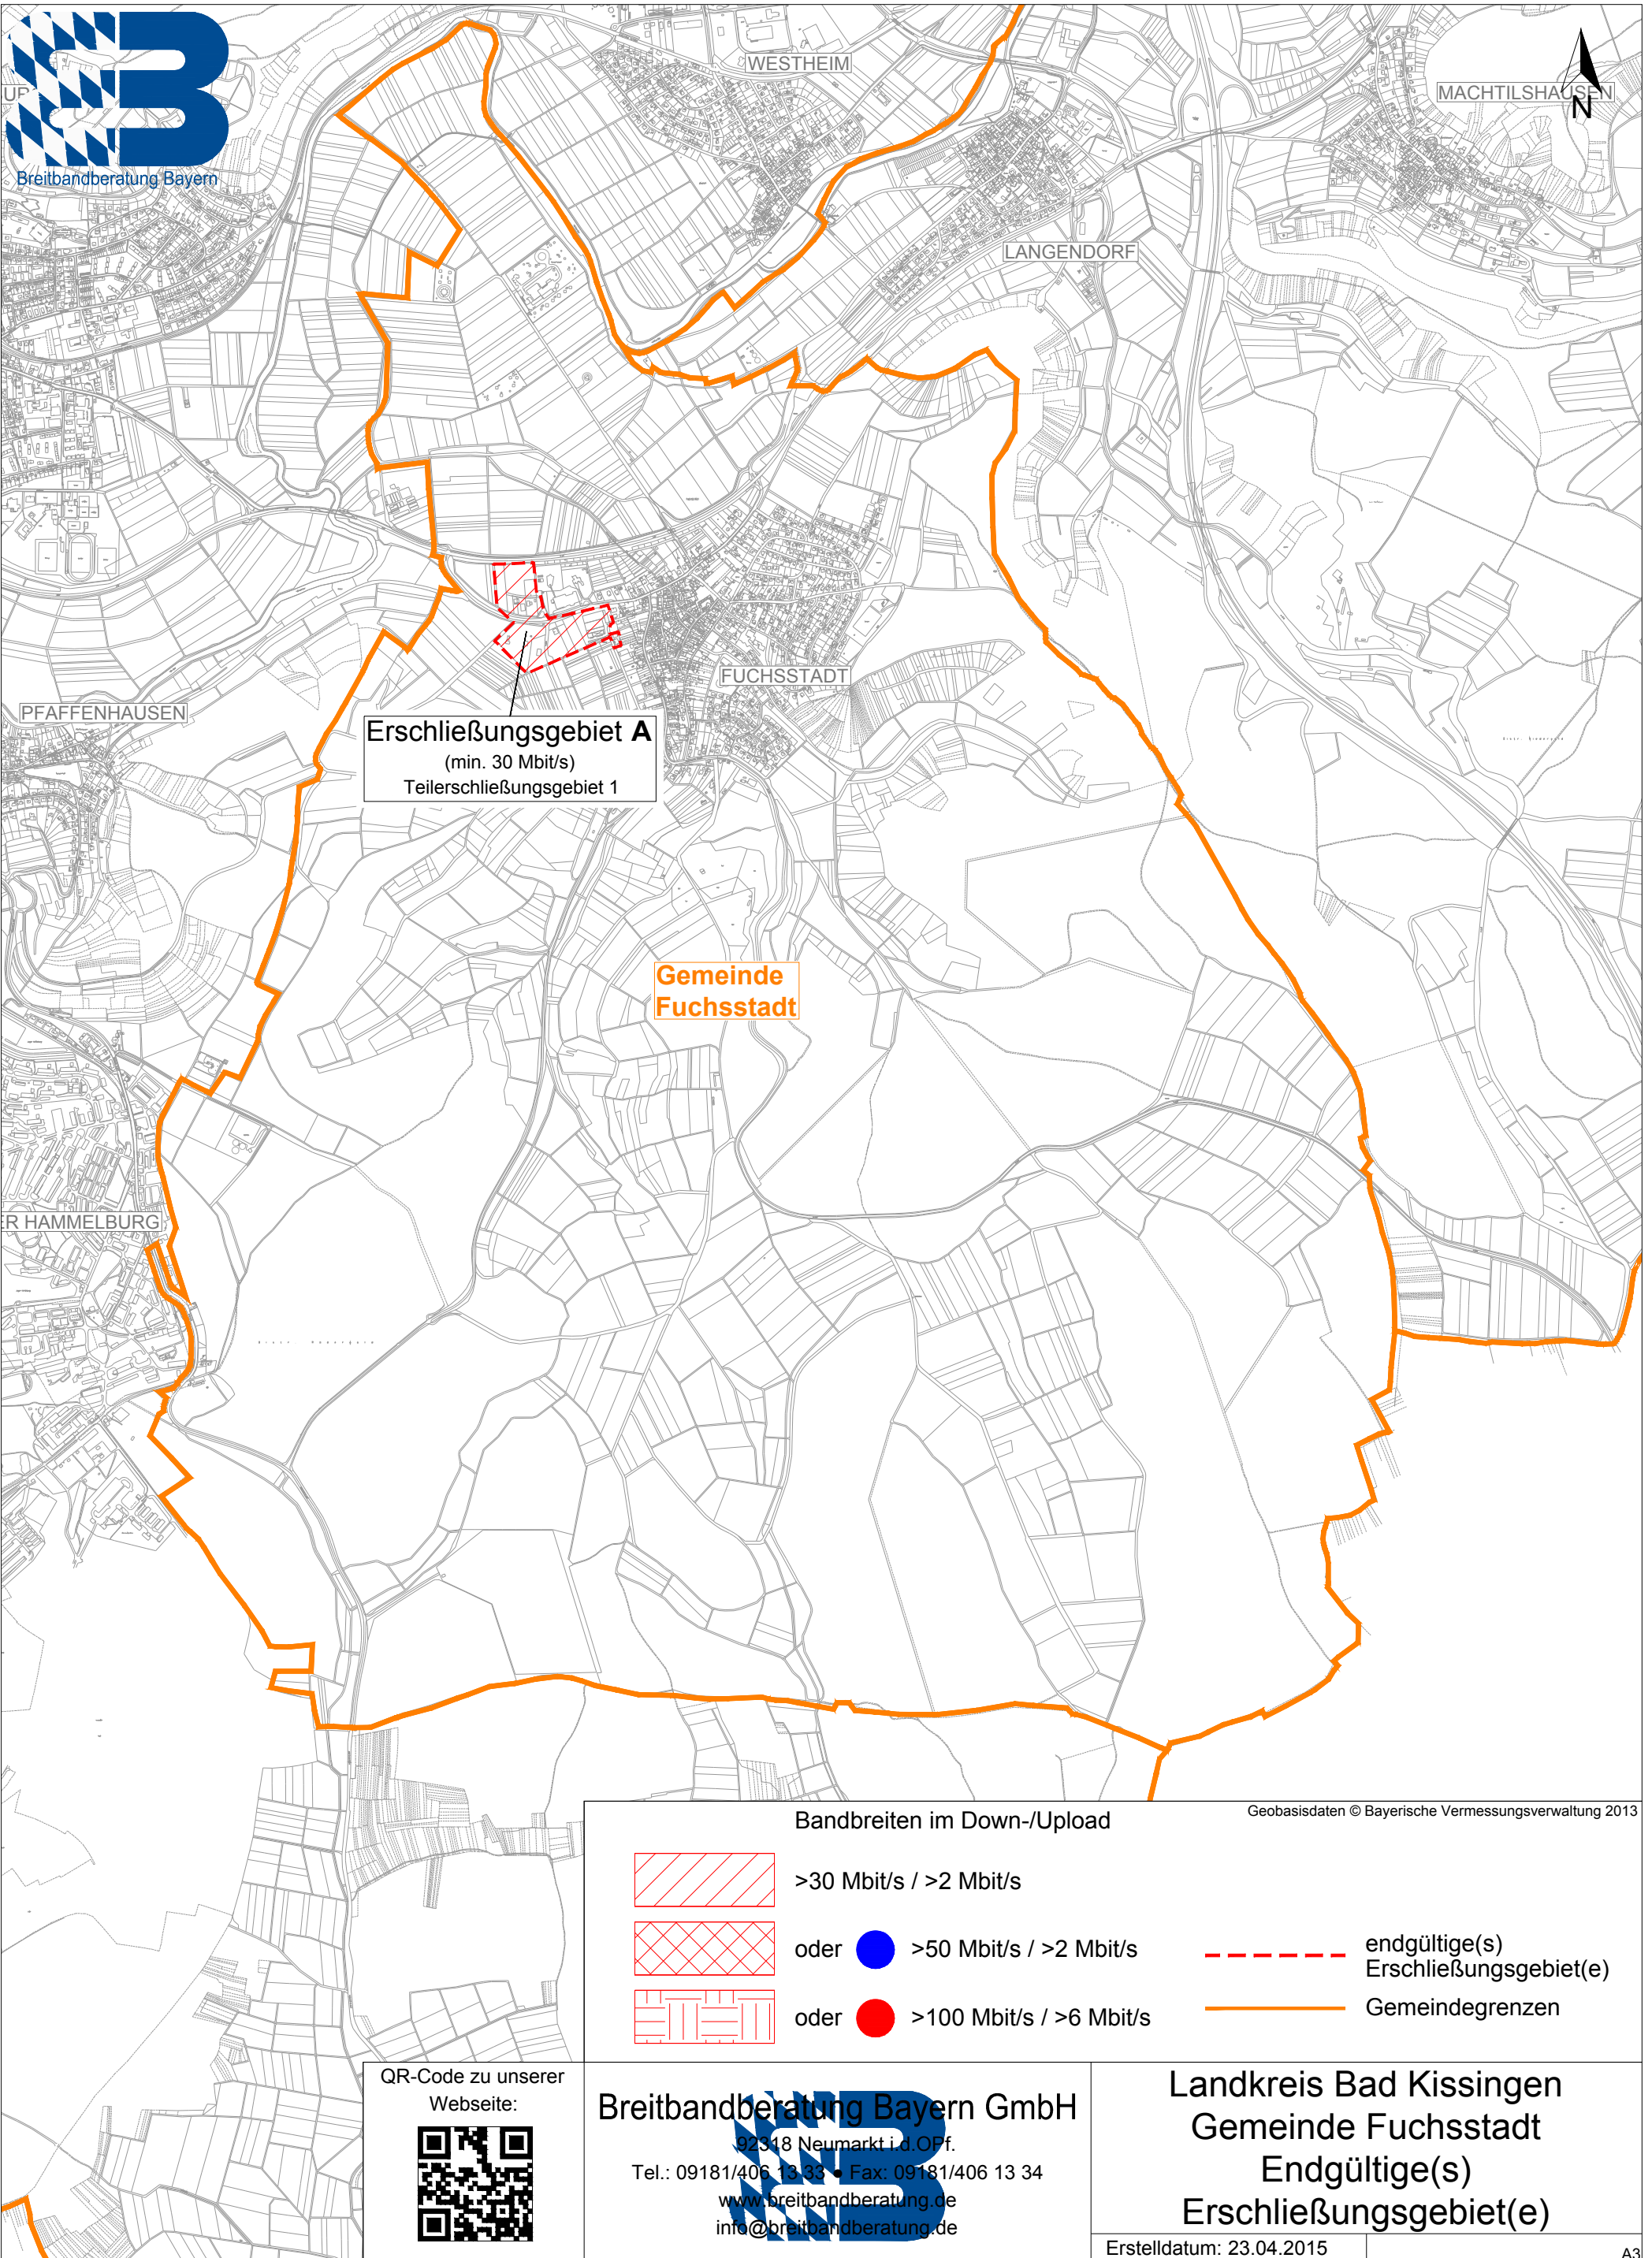 Breitbandberatung Bayern
WESTHEIM
MACHTILSHAUSEN
N
LANGENDORF
FUCHSSTADT
PFAFFENHAUSEN
Erschließungsgebiet A
(min. 30 Mbit/s)
Teilerschließungsgebiet 1
Gemeinde
Fuchsstadt
ER HAMMELBURG
Bandbreiten im Down-/Upload
Geobasisdaten © Bayerische Vermessungsverwaltung 2013
>30 Mbit/s / >2 Mbit/s
oder >50 Mbit/s / >2 Mbit/s
oder >100 Mbit/s / >6 Mbit/s
endgültige(s)
Erschließungsgebiet(e)
Gemeindegrenzen
QR-Code zu unserer
Webseite:
Breitbandberatung Bayern GmbH
92318 Neumarkt i.d.OPf.
Tel.: 09181/406 13 33 ● Fax: 09181/406 13 34
www.breitbandberatung.de
info@breitbandberatung.de
Landkreis Bad Kissingen
Gemeinde Fuchsstadt
Endgültige(s)
Erschließungsgebiet(e)
Erstelldatum: 23.04.2015
A3